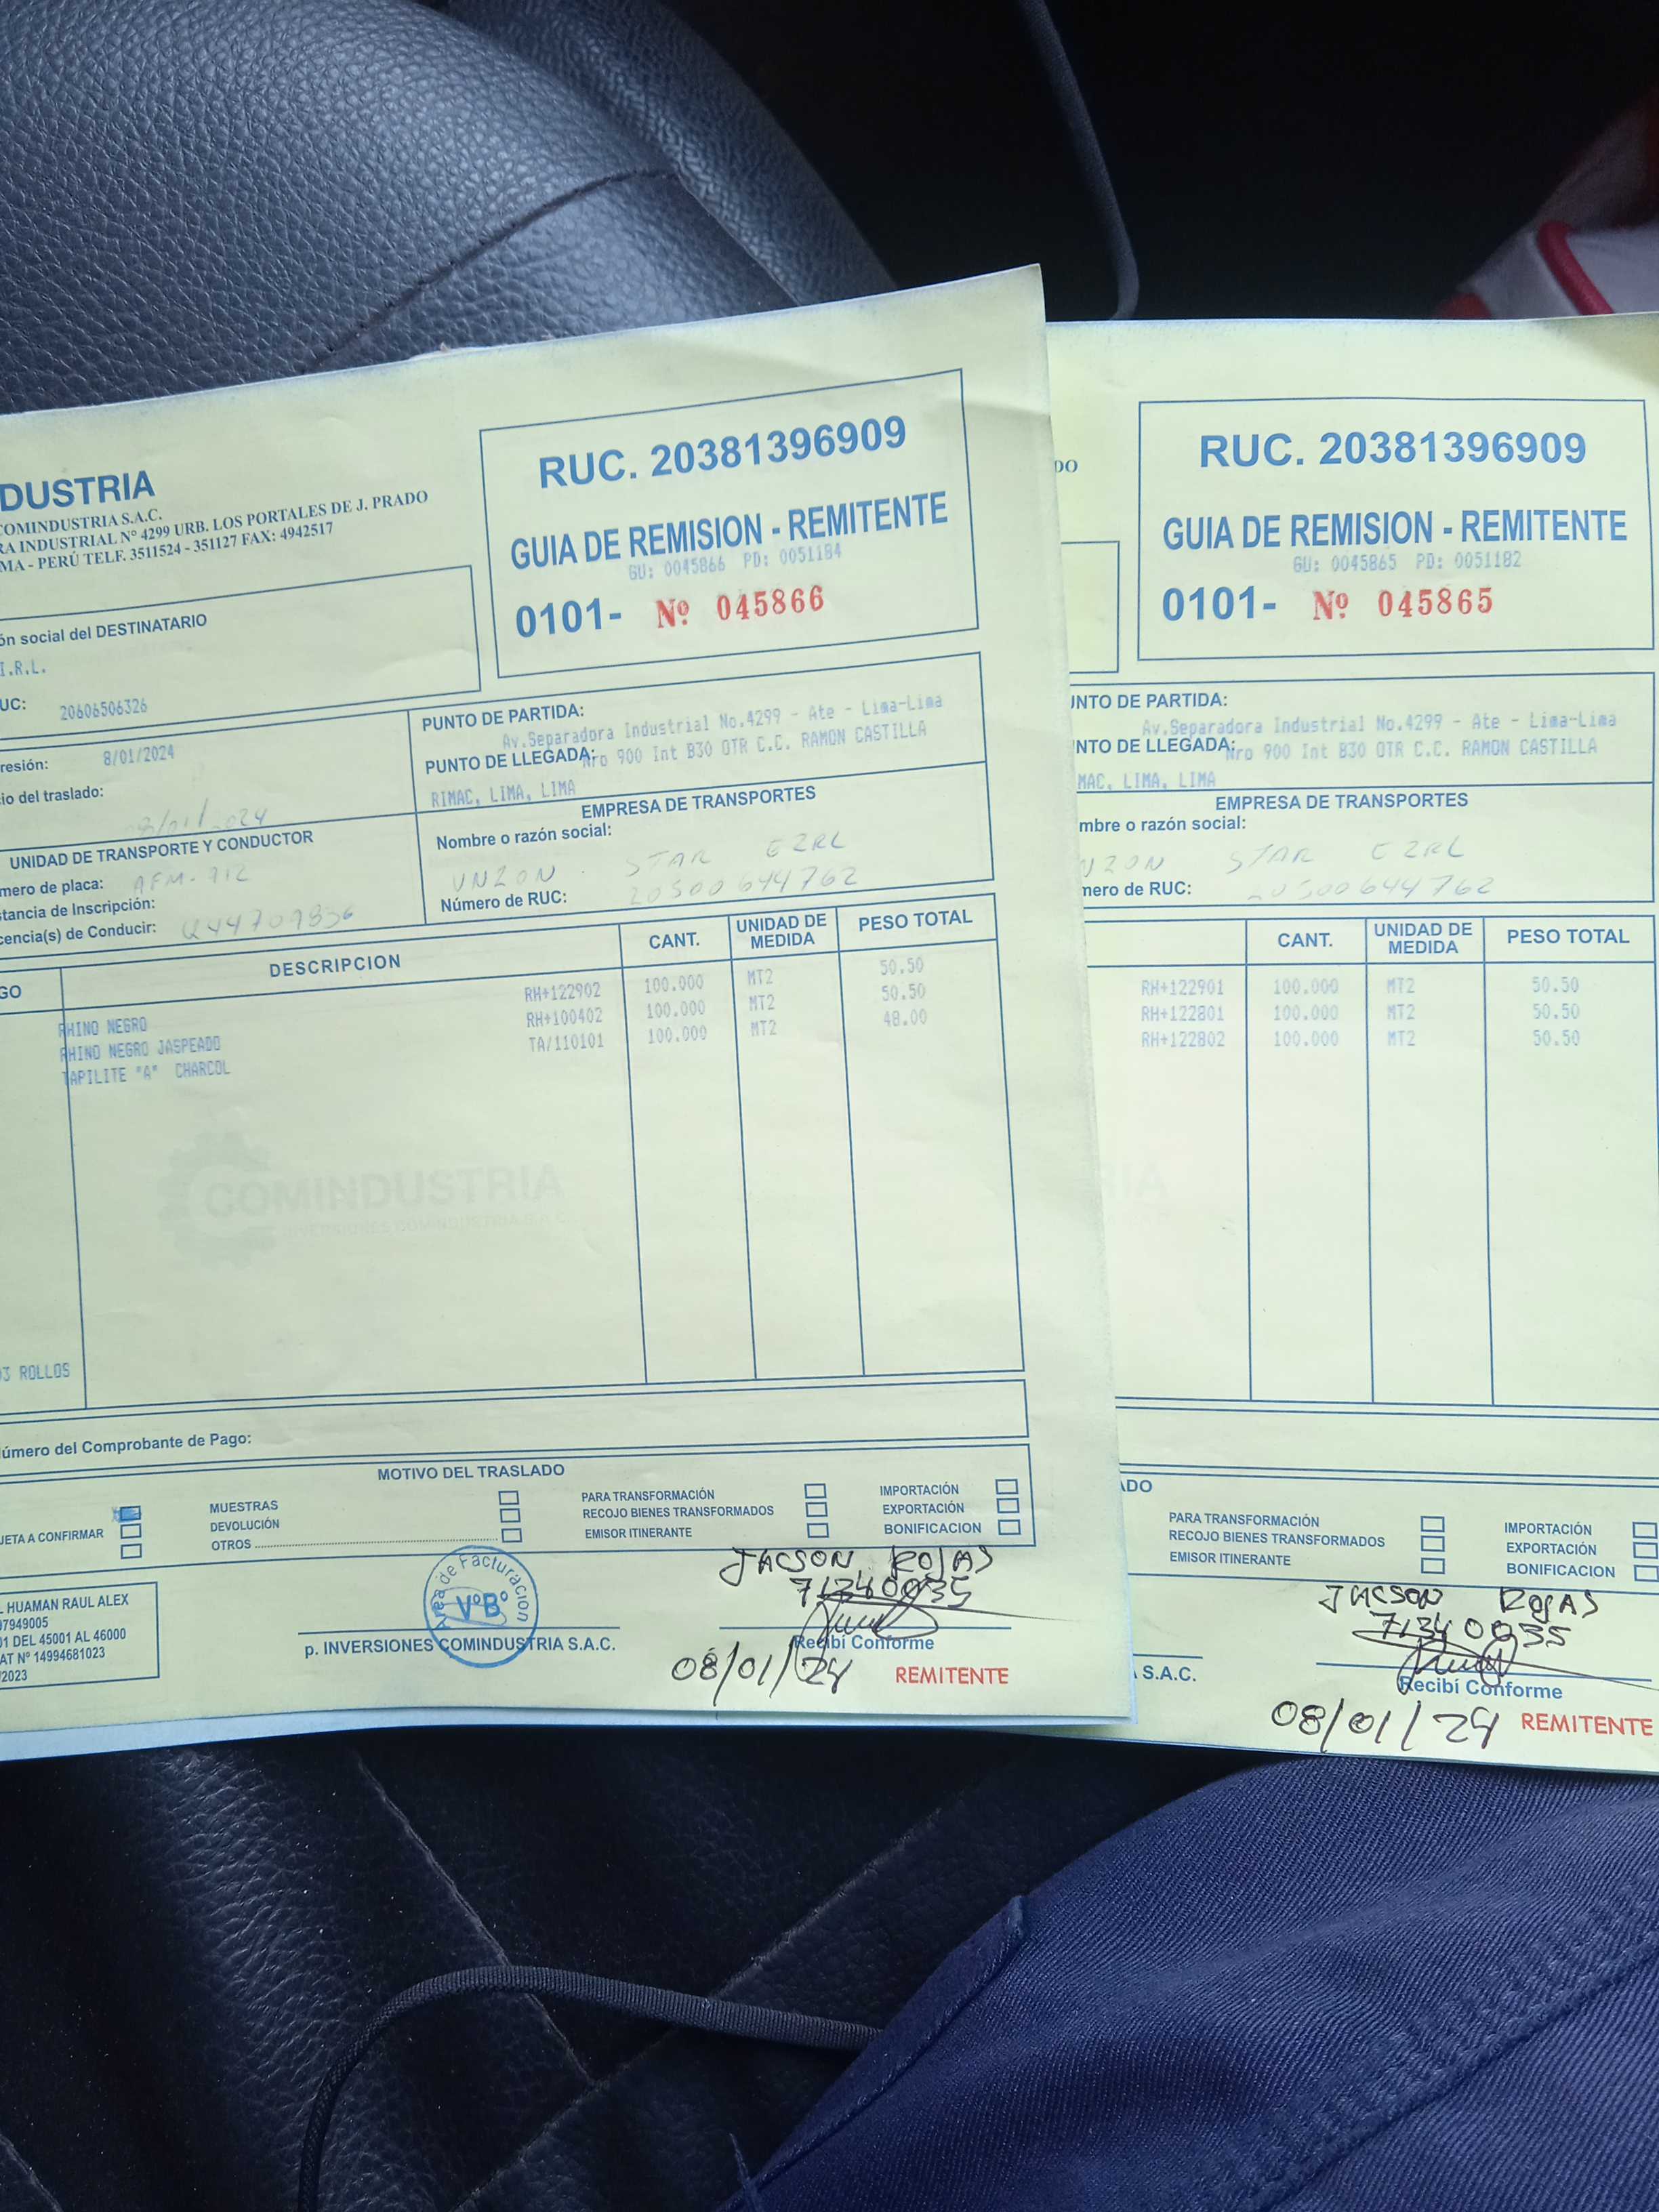 DUSTRIA
COMINDUSTRIA S.A.C.
RA INDUSTRIAL N° 4299 URB. LOS PORTALES DE J. PRADO
MA - PERÚ TELF. 3511524 - 351127 FAX: 4942517
RUC. 20381396909
GUIA DE REMISION - REMITENTE
GU: 0045866 PD: 0051184
0101- Nº 045866
ón social del DESTINATARIO
I.R.L.
UC: 20606506326
resión: 8/01/2024
io del traslado:
08/01/2024
PUNTO DE PARTIDA:
Av.Separadora Industrial No.4299 - Ate - Lima-Lima
PUNTO DE LLEGADA: Nro 900 Int B30 OTR C.C. RAMON CASTILLA
RIMAC, LIMA, LIMA
UNIDAD DE TRANSPORTE Y CONDUCTOR
mero de placa: AFM-712
stancia de Inscripción:
cencia(s) de Conducir: Q44709836
EMPRESA DE TRANSPORTES
Nombre o razón social:
UNION STAR EIRL
Número de RUC: 20500644762
GO DESCRIPCION CANT. UNIDAD DE MEDIDA PESO TOTAL
RHINO NEGRO RH+122902 100.000 MT2 50.50
RHINO NEGRO JASPEADO RH+100402 100.000 MT2 50.50
TAPILITE "A" CHARCOL TA/110101 100.000 MT2 48.00
COMINDUSTRIA
INVERSIONES COMINDUSTRIA S.A.C.
03 ROLLOS
úmero del Comprobante de Pago:
MOTIVO DEL TRASLADO
MUESTRAS PARA TRANSFORMACIÓN IMPORTACIÓN
JETA A CONFIRMAR DEVOLUCIÓN RECOJO BIENES TRANSFORMADOS EXPORTACIÓN
OTROS EMISOR ITINERANTE BONIFICACION
L HUAMAN RAUL ALEX
07949005
01 DEL 45001 AL 46000
AT Nº 14994681023
/2023
Area de Facturacion
VºBº
p. INVERSIONES COMINDUSTRIA S.A.C.
JACSON ROJAS
71340935
Recibí Conforme
08/01/24 REMITENTE
DO
RUC. 20381396909
GUIA DE REMISION - REMITENTE
GU: 0045865 PD: 0051182
0101- Nº 045865
UNTO DE PARTIDA:
Av.Separadora Industrial No.4299 - Ate - Lima-Lima
NTO DE LLEGADA: Nro 900 Int B30 OTR C.C. RAMON CASTILLA
MAC, LIMA, LIMA
EMPRESA DE TRANSPORTES
mbre o razón social:
UNION STAR EIRL
mero de RUC: 20500644762
CANT. UNIDAD DE MEDIDA PESO TOTAL
RH+122901 100.000 MT2 50.50
RH+122801 100.000 MT2 50.50
RH+122802 100.000 MT2 50.50
RIA
ADO
PARA TRANSFORMACIÓN IMPORTACIÓN
RECOJO BIENES TRANSFORMADOS EXPORTACIÓN
EMISOR ITINERANTE BONIFICACION
JACSON ROJAS
71340935
S.A.C.
Recibí Conforme
08/01/24 REMITENTE